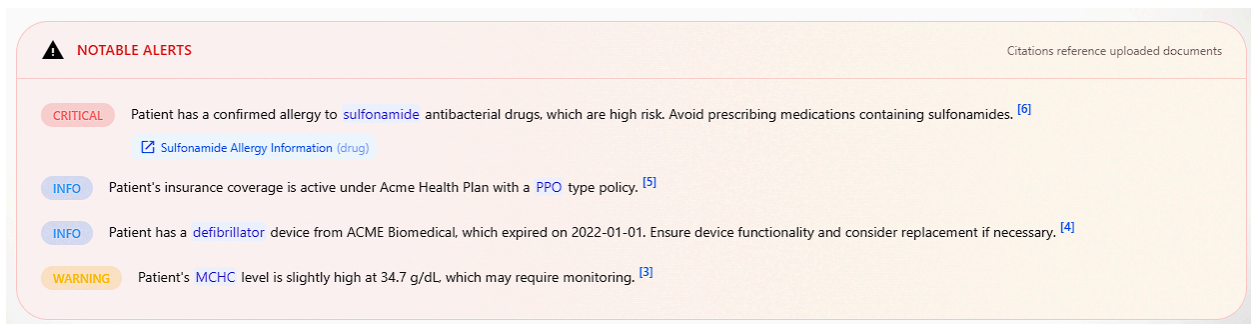 NOTABLE ALERTS
Citations reference uploaded documents
CRITICAL Patient has a confirmed allergy to sulfonamide antibacterial drugs, which are high risk. Avoid prescribing medications containing sulfonamides. [6]
Sulfonamide Allergy Information (drug)
INFO Patient's insurance coverage is active under Acme Health Plan with a PPO type policy. [5]
INFO Patient has a defibrillator device from ACME Biomedical, which expired on 2022-01-01. Ensure device functionality and consider replacement if necessary. [4]
WARNING Patient's MCHC level is slightly high at 34.7 g/dL, which may require monitoring. [3]